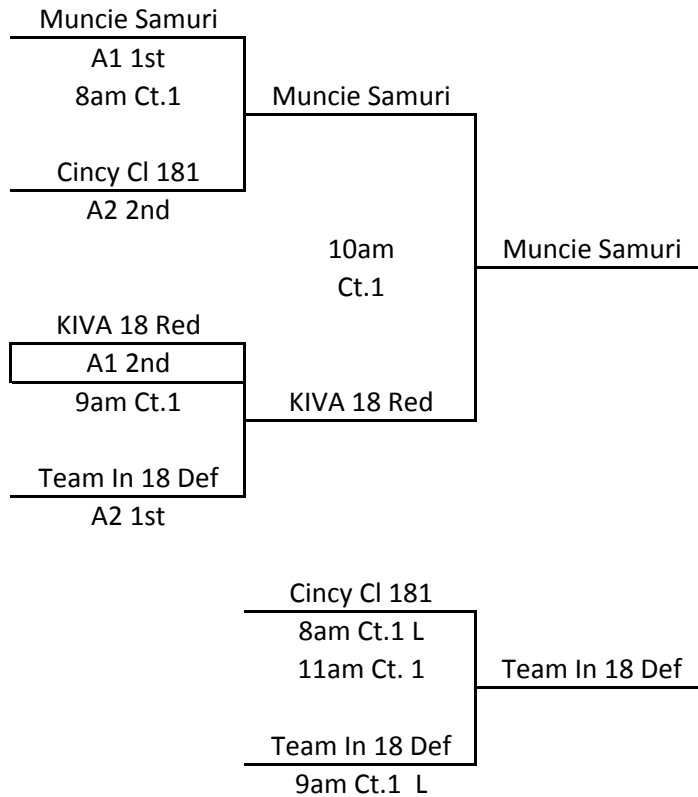 Muncie Samuri
A1 1st
8am Ct.1
Muncie Samuri
Cincy Cl 181
A2 2nd
10am
Ct.1
Muncie Samuri
KIVA 18 Red
A1 2nd
9am Ct.1
KIVA 18 Red
Team In 18 Def
A2 1st
Cincy Cl 181
8am Ct.1 L
11am Ct. 1
Team In 18 Def
Team In 18 Def
9am Ct.1 L